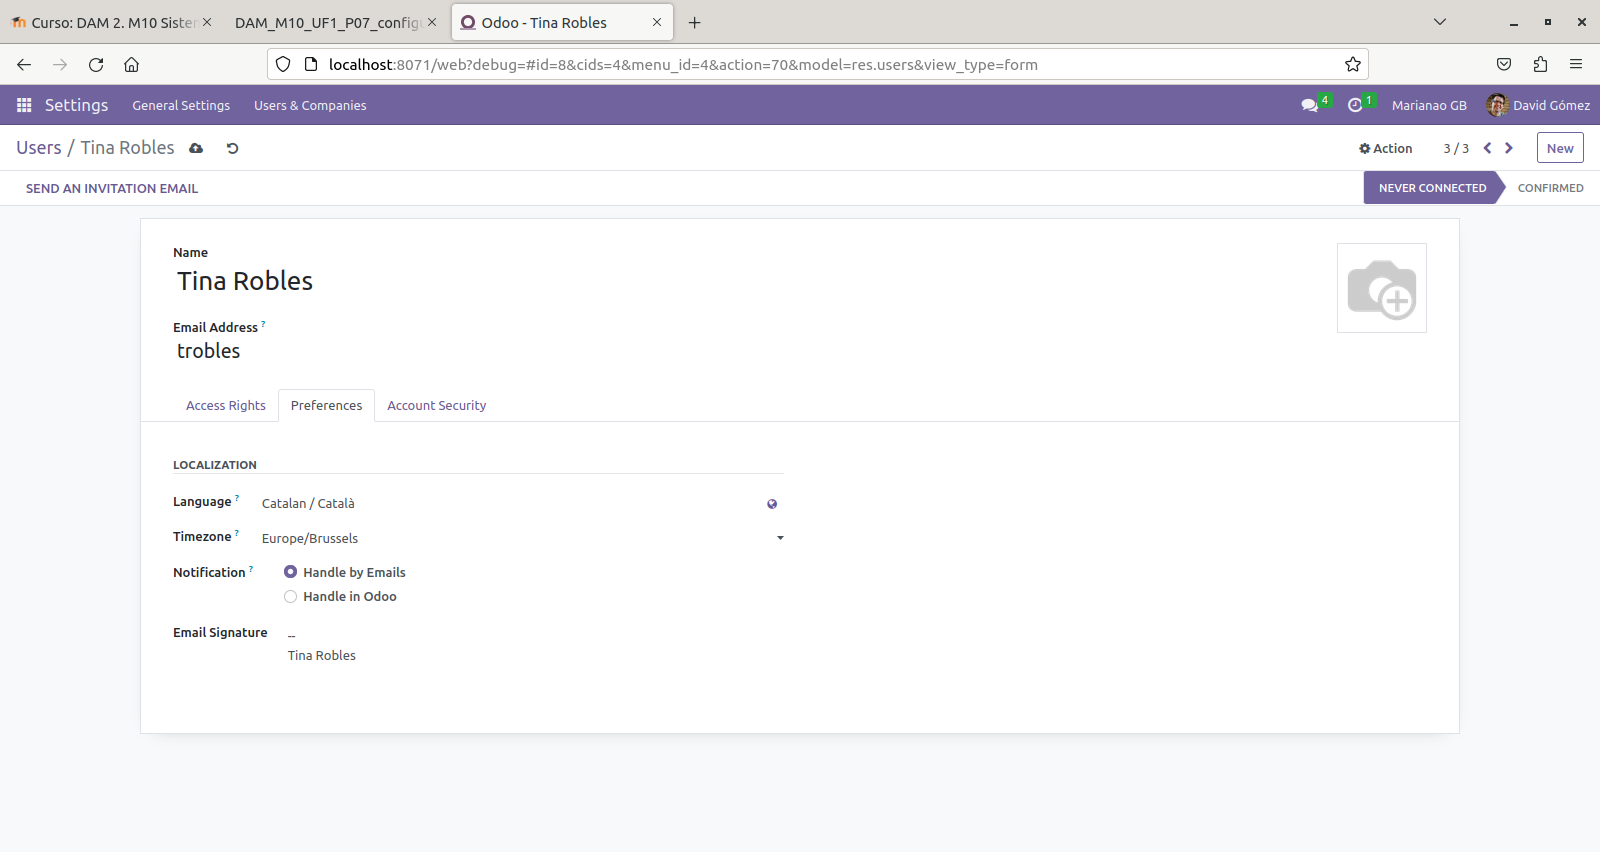 Curso: DAM 2. M10 Siste
DAM_M10_UF1_P07_config
Odoo - Tina Robles
localhost:8071/web?debug=#id=8&cids=4&menu_id=4&action=70&model=res.users&view_type=form
Settings General Settings Users & Companies 4 1 Marianao GB David Gómez
Users / Tina Robles Action 3 / 3 New
SEND AN INVITATION EMAIL NEVER CONNECTED CONFIRMED
Name
Tina Robles
Email Address ?
trobles
Access Rights Preferences Account Security
LOCALIZATION
Language ? Catalan / Català
Timezone ? Europe/Brussels
Notification ? Handle by Emails
Handle in Odoo
Email Signature --
Tina Robles